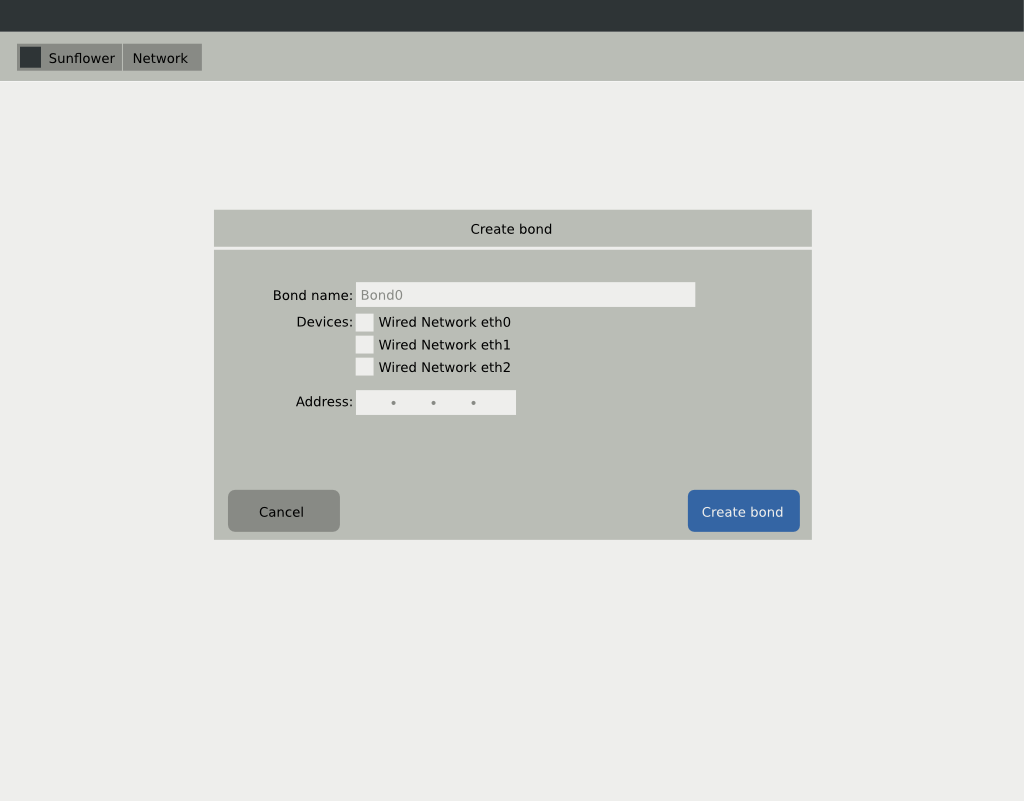 Sunflower Network
Create bond
Bond name: Bond0
Devices: Wired Network eth0
Wired Network eth1
Wired Network eth2
Address: . . .
Cancel Create bond